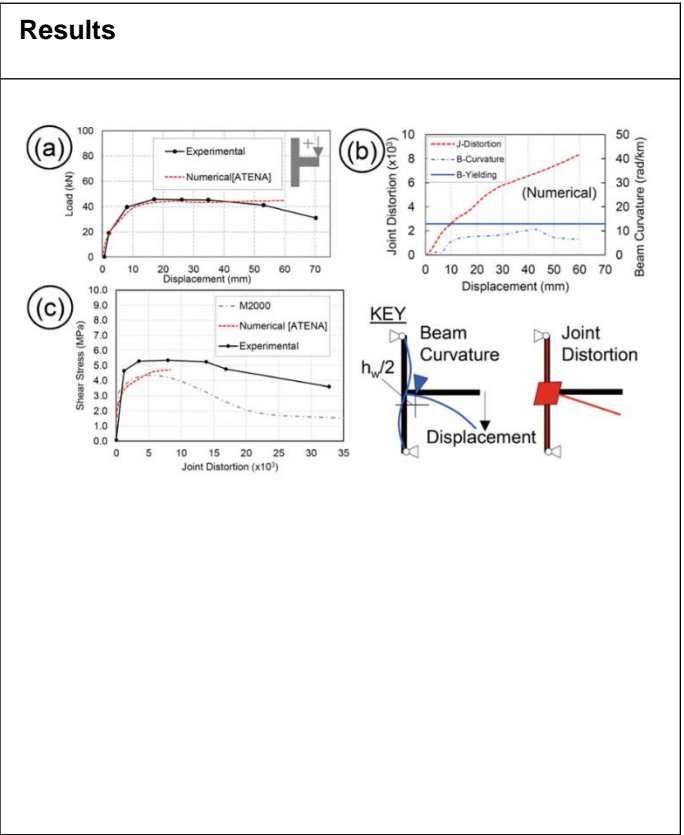 Results
(a)
100
80
60
40
20
0
Load (kN)
Experimental
Numerical[ATENA]
+
0 10 20 30 40 50 60 70
Displacement (mm)
(b)
10
8
6
4
2
0
Joint Distortion (x10³)
J-Distortion
B-Curvature
B-Yielding
(Numerical)
50
40
30
20
10
0
Beam Curvature (rad/km)
0 10 20 30 40 50 60 70
Displacement (mm)
(c)
10.0
9.0
8.0
7.0
6.0
5.0
4.0
3.0
2.0
1.0
0.0
Shear Stress (MPa)
M2000
Numerical [ATENA]
Experimental
0 5 10 15 20 25 30 35
Joint Distortion (x10³)
KEY
Beam
Curvature
hw/2
Displacement
Joint
Distortion